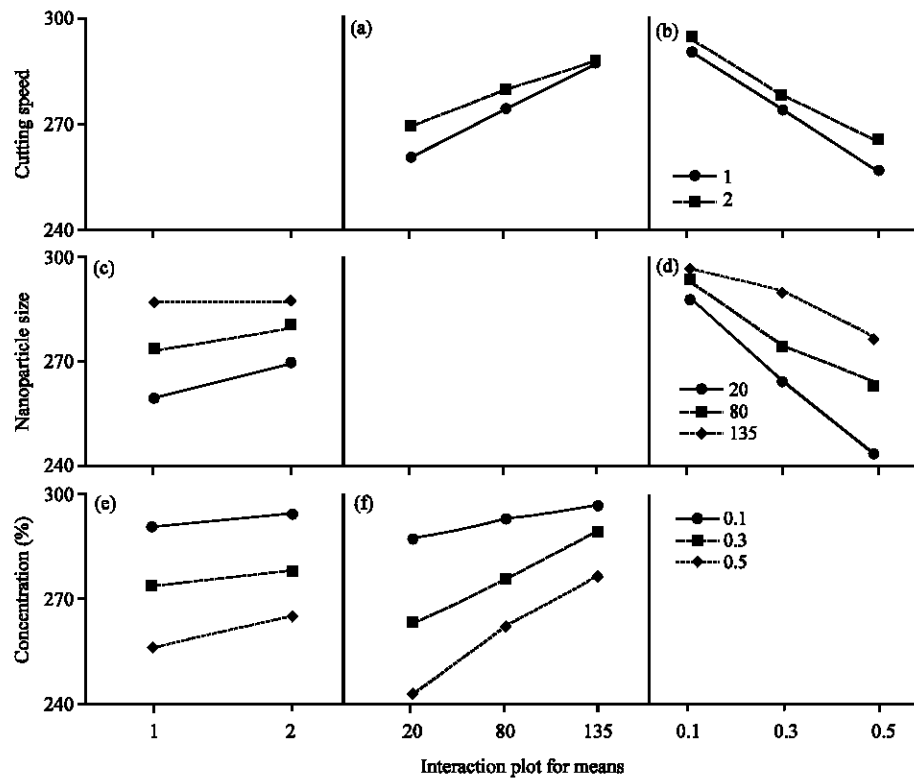 300
(a)
(b)
Cutting speed
270
1
2
240
300
(c)
(d)
Nanoparticle size
270
20
80
135
240
300
(e)
(f)
Concentration (%)
0.1
0.3
0.5
270
240
1 2 20 80 135 0.1 0.3 0.5
Interaction plot for means